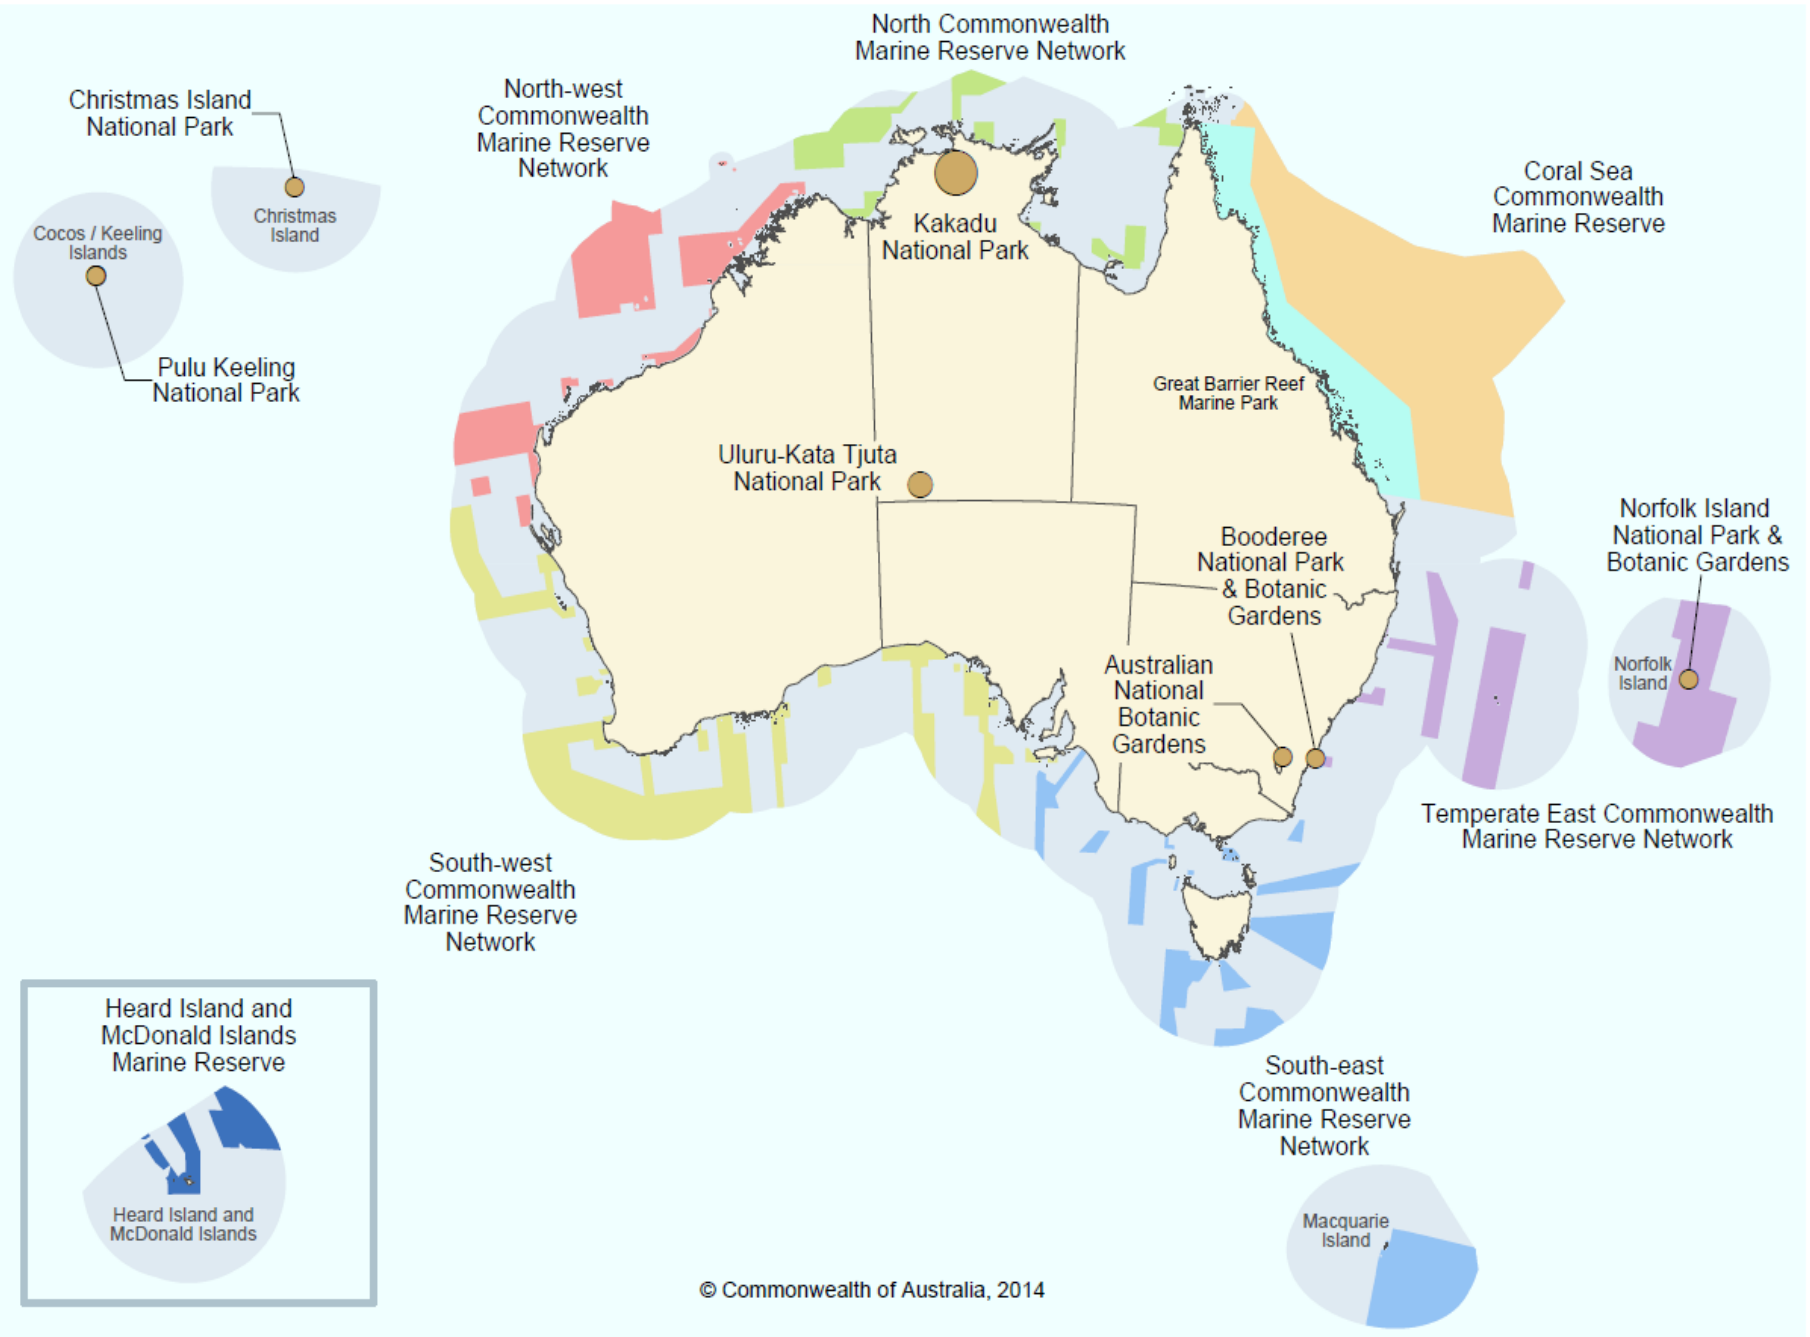 North Commonwealth
Marine Reserve Network
North-west
Commonwealth
Marine Reserve
Network
Christmas Island
National Park
Christmas
Island
Cocos / Keeling
Islands
Pulu Keeling
National Park
Coral Sea
Commonwealth
Marine Reserve
Kakadu
National Park
Great Barrier Reef
Marine Park
Uluru-Kata Tjuta
National Park
Norfolk Island
National Park &
Botanic Gardens
Booderee
National Park
& Botanic
Gardens
Norfolk
Island
Australian
National
Botanic
Gardens
Temperate East Commonwealth
Marine Reserve Network
South-west
Commonwealth
Marine Reserve
Network
Heard Island and
McDonald Islands
Marine Reserve
Heard Island and
McDonald Islands
South-east
Commonwealth
Marine Reserve
Network
Macquarie
Island
© Commonwealth of Australia, 2014